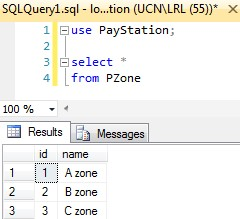 SQLQuery1.sql - lo...tion (UCN\LRL (55))*
1 use PayStation;
2
3 select *
4 from PZone
100 %
Results Messages
id name
1 1 A zone
2 2 B zone
3 3 C zone